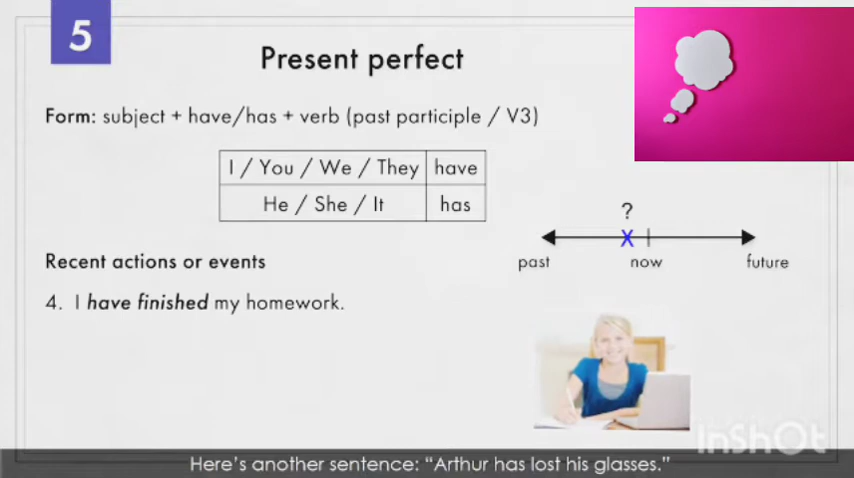 5
Present perfect
Form: subject + have/has + verb (past participle / V3)
I / You / We / They have
He / She / It has
?
past now future
Recent actions or events
4. I have finished my homework.
InShOt
Here's another sentence: “Arthur has lost his glasses.”